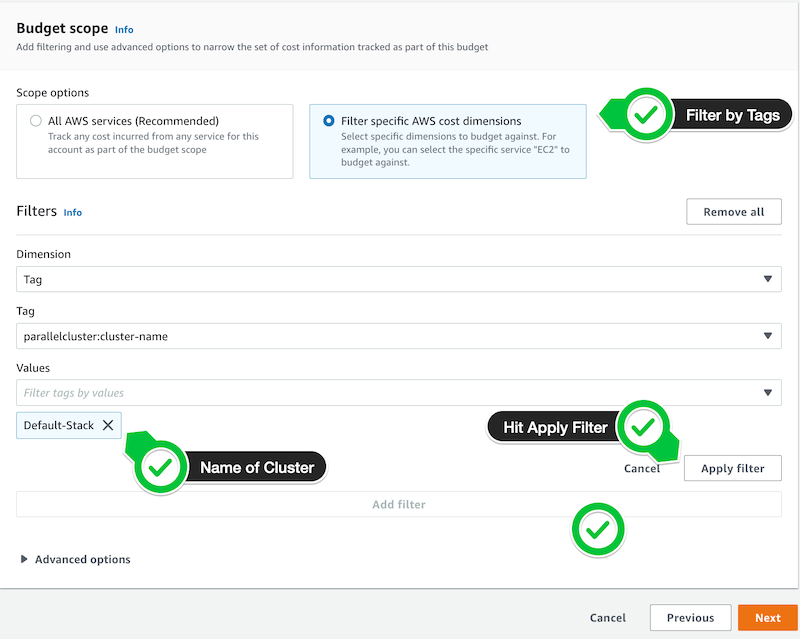 Budget scope Info
Add filtering and use advanced options to narrow the set of cost information tracked as part of this budget
Scope options
All AWS services (Recommended)
Track any cost incurred from any service for this
account as part of the budget scope
Filter specific AWS cost dimensions
Select specific dimensions to budget against. For
example, you can select the specific service "EC2" to
budget against.
Filter by Tags
Filters Info
Remove all
Dimension
Tag
Tag
parallelcluster:cluster-name
Values
Filter tags by values
Default-Stack
Hit Apply Filter
Name of Cluster
Cancel
Apply filter
Add filter
Advanced options
Cancel
Previous
Next